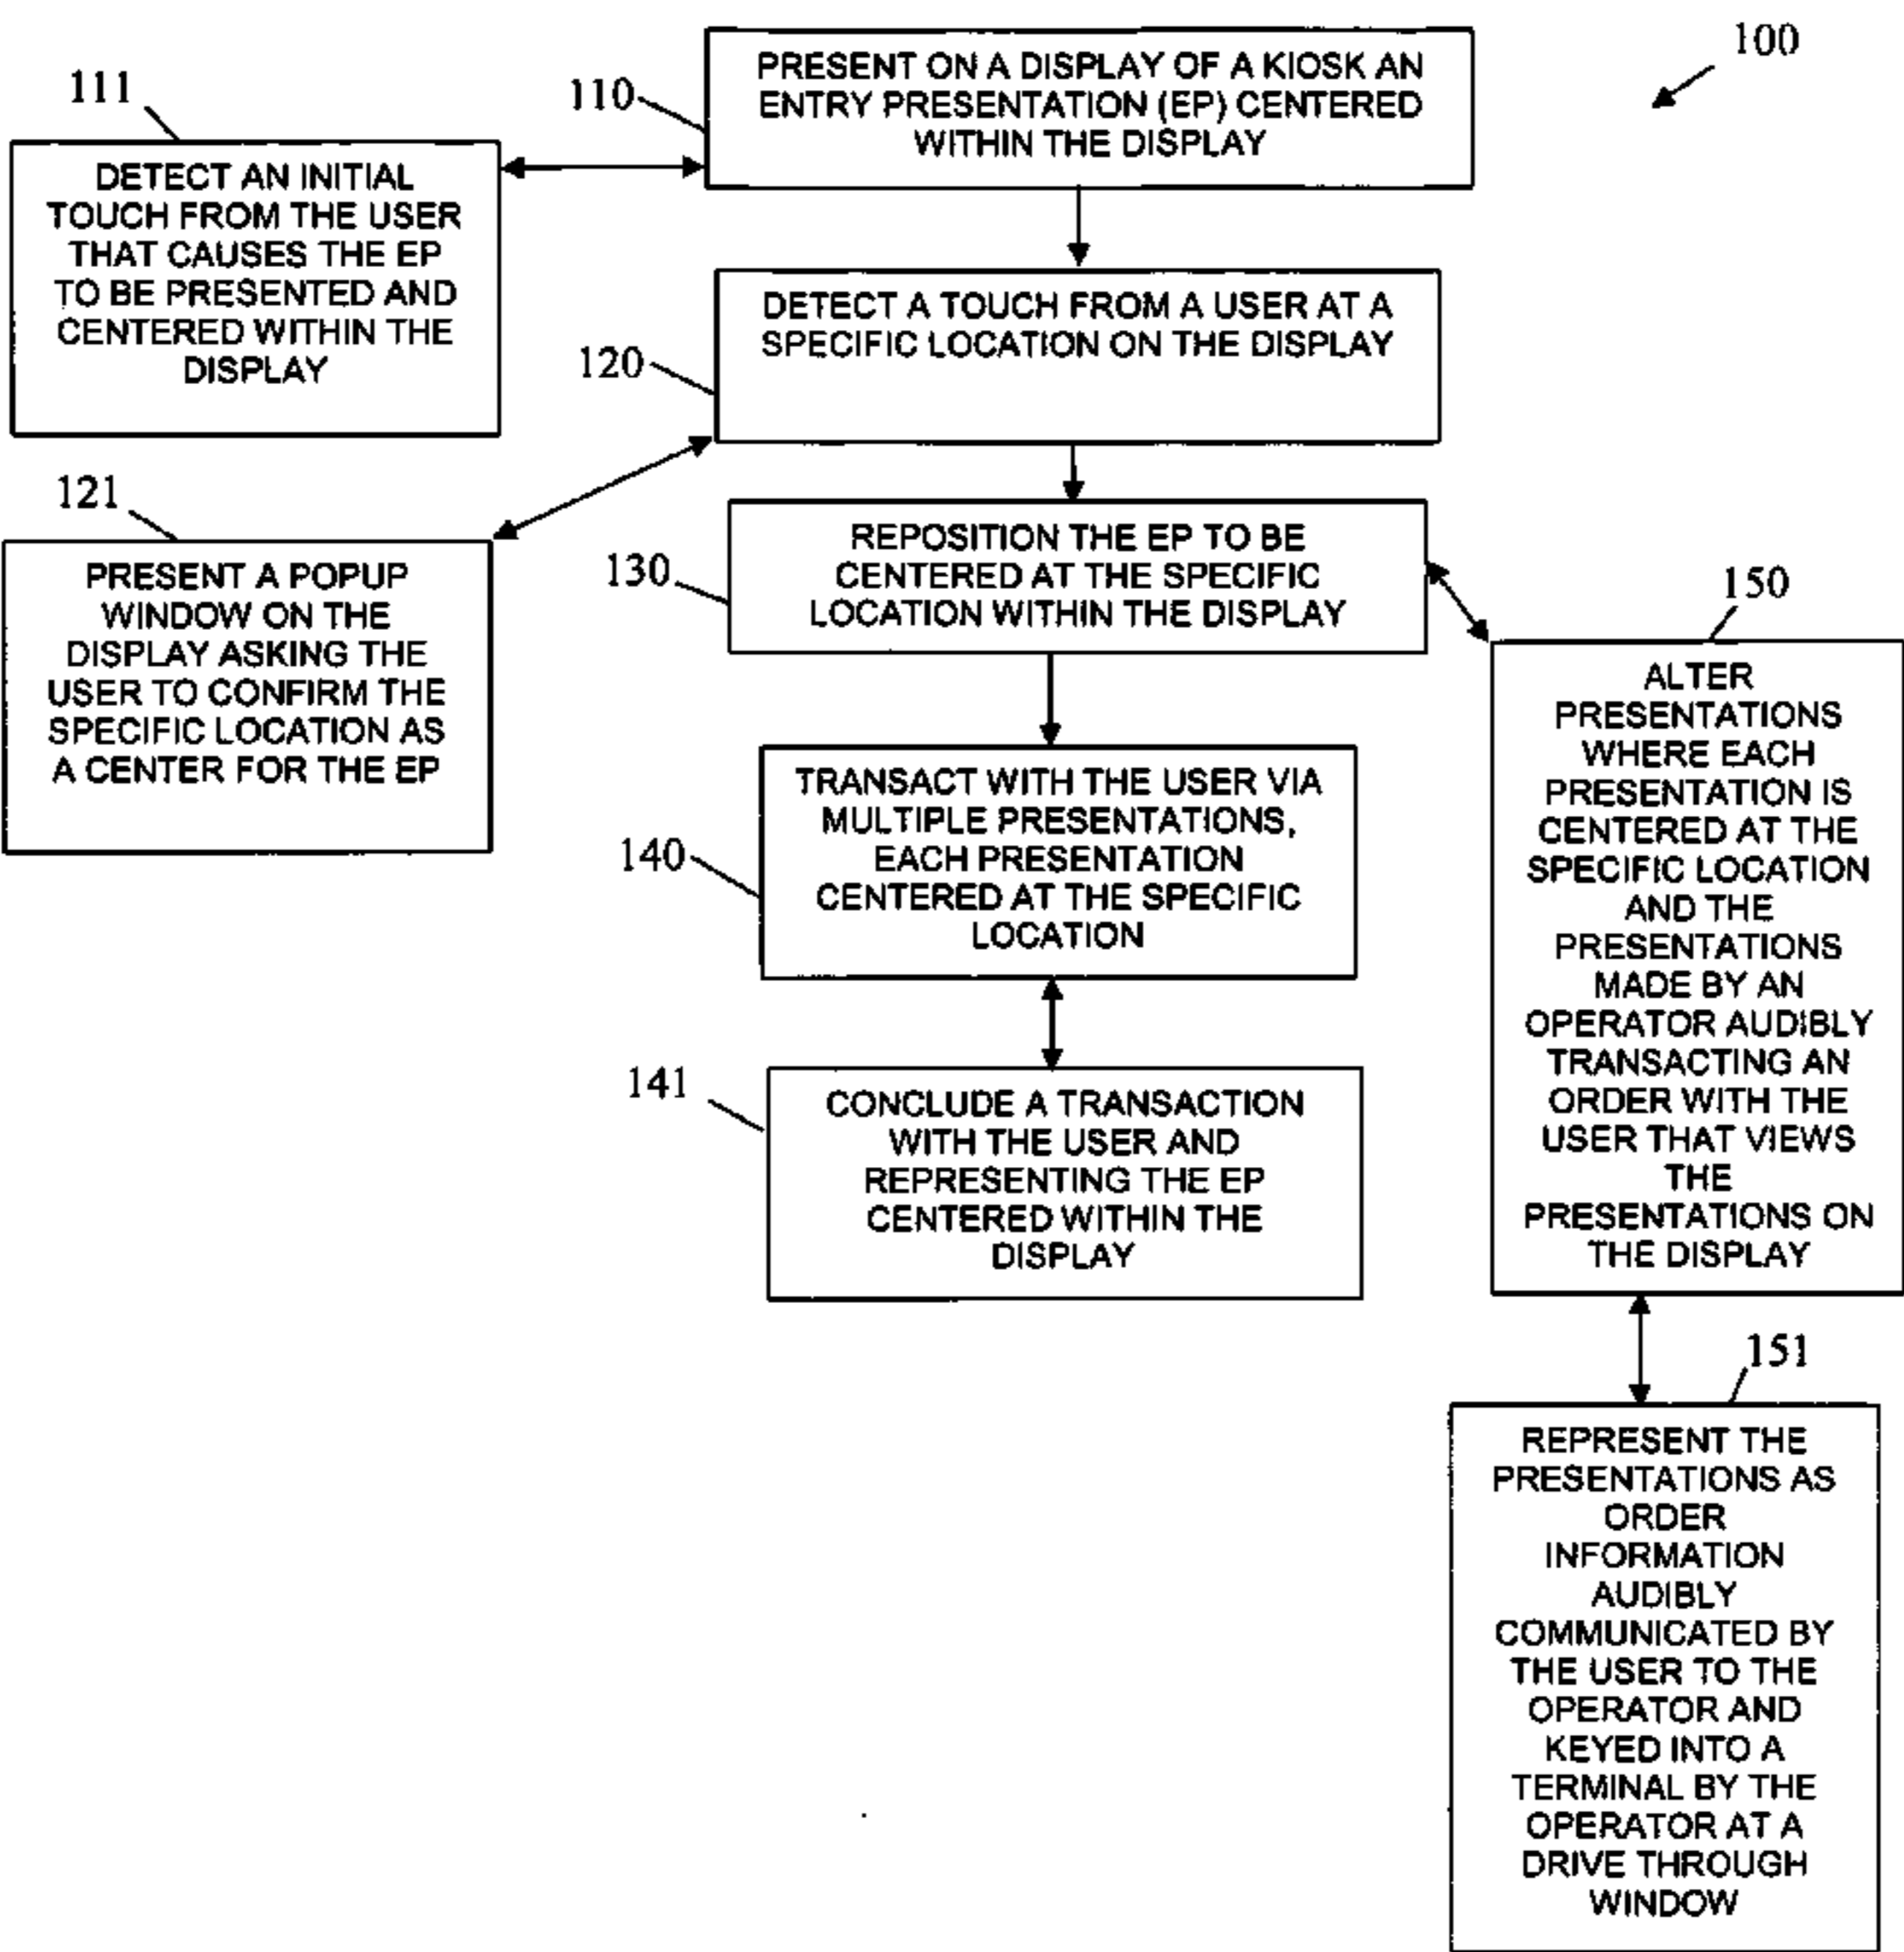 100
110
PRESENT ON A DISPLAY OF A KIOSK AN
ENTRY PRESENTATION (EP) CENTERED
WITHIN THE DISPLAY
111
DETECT AN INITIAL
TOUCH FROM THE USER
THAT CAUSES THE EP
TO BE PRESENTED AND
CENTERED WITHIN THE
DISPLAY
120
DETECT A TOUCH FROM A USER AT A
SPECIFIC LOCATION ON THE DISPLAY
121
PRESENT A POPUP
WINDOW ON THE
DISPLAY ASKING THE
USER TO CONFIRM THE
SPECIFIC LOCATION AS
A CENTER FOR THE EP
130
REPOSITION THE EP TO BE
CENTERED AT THE SPECIFIC
LOCATION WITHIN THE DISPLAY
140
TRANSACT WITH THE USER VIA
MULTIPLE PRESENTATIONS,
EACH PRESENTATION
CENTERED AT THE SPECIFIC
LOCATION
141
CONCLUDE A TRANSACTION
WITH THE USER AND
REPRESENTING THE EP
CENTERED WITHIN THE
DISPLAY
150
ALTER
PRESENTATIONS
WHERE EACH
PRESENTATION IS
CENTERED AT THE
SPECIFIC LOCATION
AND THE
PRESENTATIONS
MADE BY AN
OPERATOR AUDIBLY
TRANSACTING AN
ORDER WITH THE
USER THAT VIEWS
THE
PRESENTATIONS ON
THE DISPLAY
151
REPRESENT THE
PRESENTATIONS AS
ORDER
INFORMATION
AUDIBLY
COMMUNICATED BY
THE USER TO THE
OPERATOR AND
KEYED INTO A
TERMINAL BY THE
OPERATOR AT A
DRIVE THROUGH
WINDOW